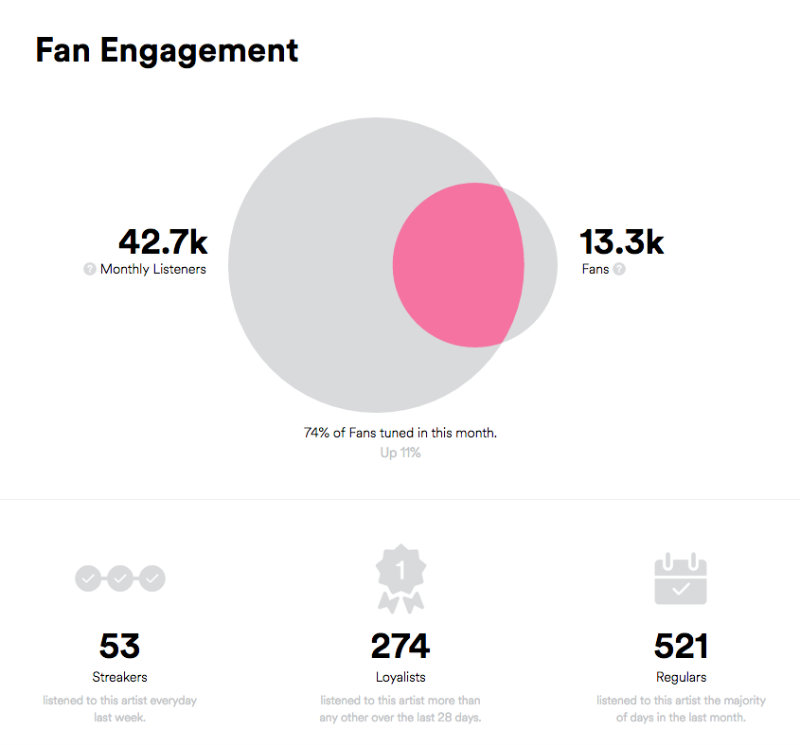 Fan Engagement
42.7k
? Monthly Listeners
13.3k
Fans ?
74% of Fans tuned in this month.
Up 11%
53
Streakers
listened to this artist everyday
last week.
1
274
Loyalists
listened to this artist more than
any other over the last 28 days.
521
Regulars
listened to this artist the majority
of days in the last month.